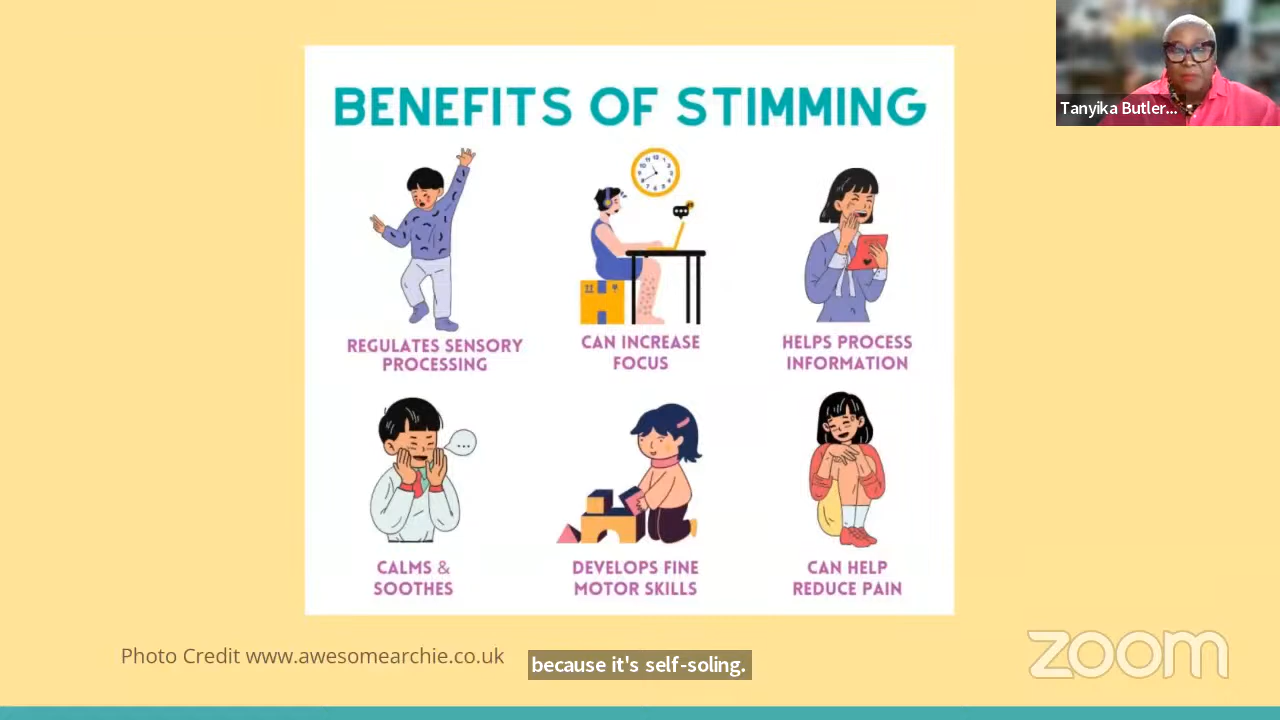 BENEFITS OF STIMMING
REGULATES SENSORY
PROCESSING
CAN INCREASE
FOCUS
HELPS PROCESS
INFORMATION
CALMS &
SOOTHES
DEVELOPS FINE
MOTOR SKILLS
CAN HELP
REDUCE PAIN
Photo Credit www.awesomearchie.co.uk
because it's self-soling.
Tanyika Butler...
zoom